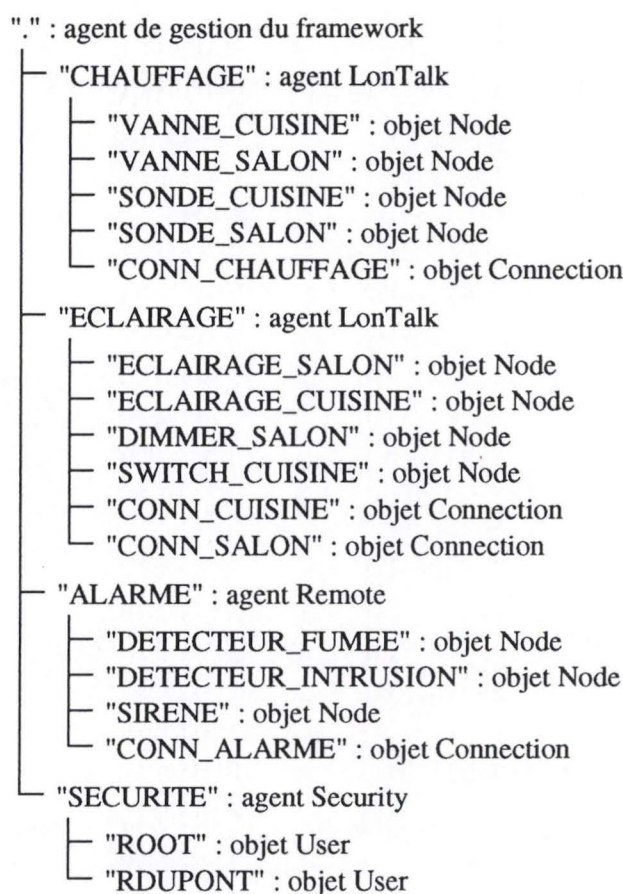 "." : agent de gestion du framework
"CHAUFFAGE" : agent LonTalk
"VANNE_CUISINE" : objet Node
"VANNE_SALON" : objet Node
"SONDE_CUISINE" : objet Node
"SONDE_SALON" : objet Node
"CONN_CHAUFFAGE" : objet Connection
"ECLAIRAGE" : agent LonTalk
"ECLAIRAGE_SALON" : objet Node
"ECLAIRAGE_CUISINE" : objet Node
"DIMMER_SALON" : objet Node
"SWITCH_CUISINE" : objet Node
"CONN_CUISINE" : objet Connection
"CONN_SALON" : objet Connection
"ALARME" : agent Remote
"DETECTEUR_FUMEE" : objet Node
"DETECTEUR_INTRUSION" : objet Node
"SIRENE" : objet Node
"CONN_ALARME" : objet Connection
"SECURITE" : agent Security
"ROOT" : objet User
"RDUPONT" : objet User